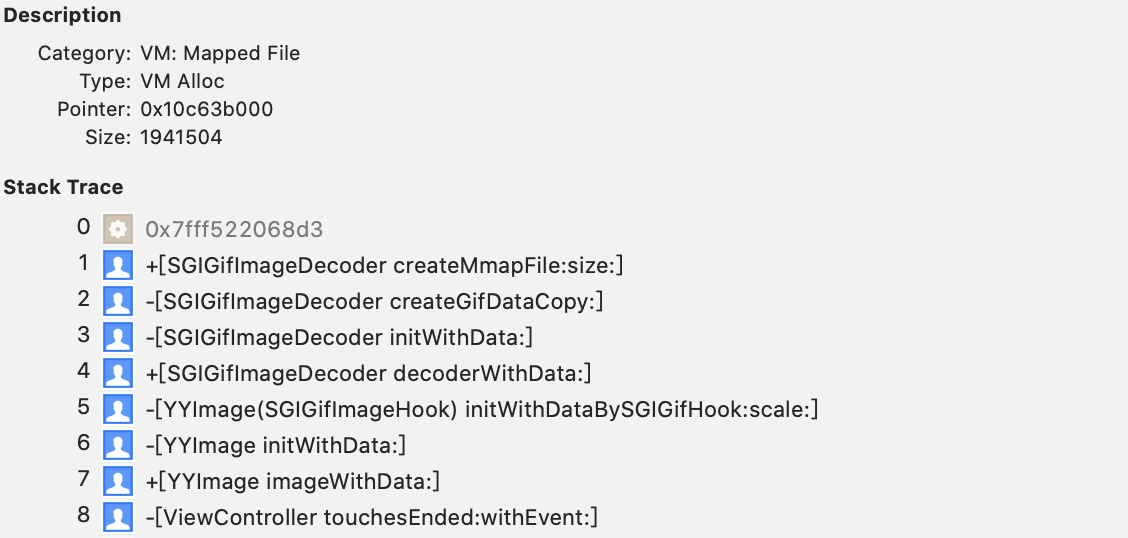 Description
Category: VM: Mapped File
Type: VM Alloc
Pointer: 0x10c63b000
Size: 1941504
Stack Trace
0 0x7fff522068d3
1 +[SGIGifImageDecoder createMmapFile:size:]
2 -[SGIGifImageDecoder createGifDataCopy:]
3 -[SGIGifImageDecoder initWithData:]
4 +[SGIGifImageDecoder decoderWithData:]
5 -[YYImage(SGIGifImageHook) initWithDataBySGIGifHook:scale:]
6 -[YYImage initWithData:]
7 +[YYImage imageWithData:]
8 -[ViewController touchesEnded:withEvent:]